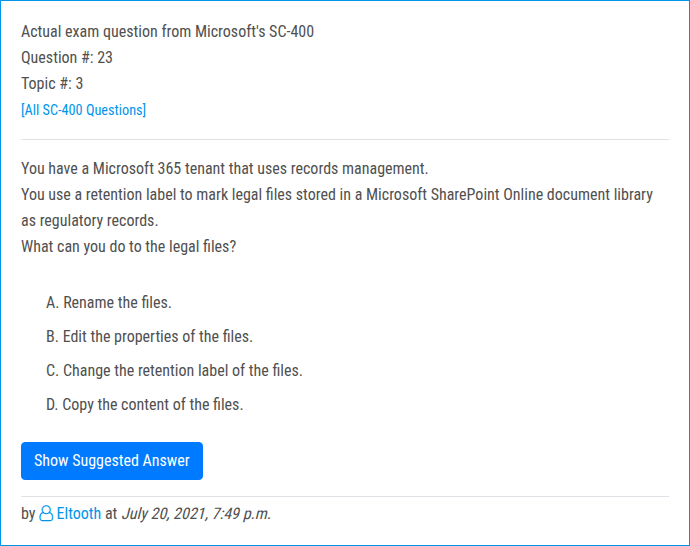 Actual exam question from Microsoft's SC-400
Question #: 23
Topic #: 3
[All SC-400 Questions]
You have a Microsoft 365 tenant that uses records management.
You use a retention label to mark legal files stored in a Microsoft SharePoint Online document library
as regulatory records.
What can you do to the legal files?
A. Rename the files.
B. Edit the properties of the files.
C. Change the retention label of the files.
D. Copy the content of the files.
Show Suggested Answer
by Eltooth at July 20, 2021, 7:49 p.m.